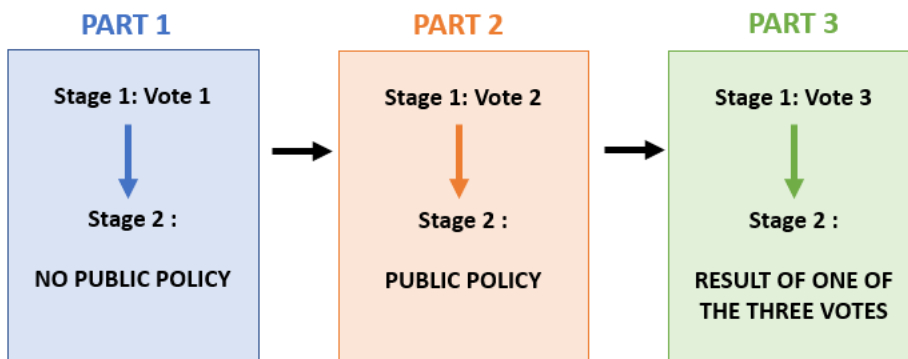 PART 1
Stage 1: Vote 1
Stage 2 :
NO PUBLIC POLICY
PART 2
Stage 1: Vote 2
Stage 2 :
PUBLIC POLICY
PART 3
Stage 1: Vote 3
Stage 2 :
RESULT OF ONE OF
THE THREE VOTES